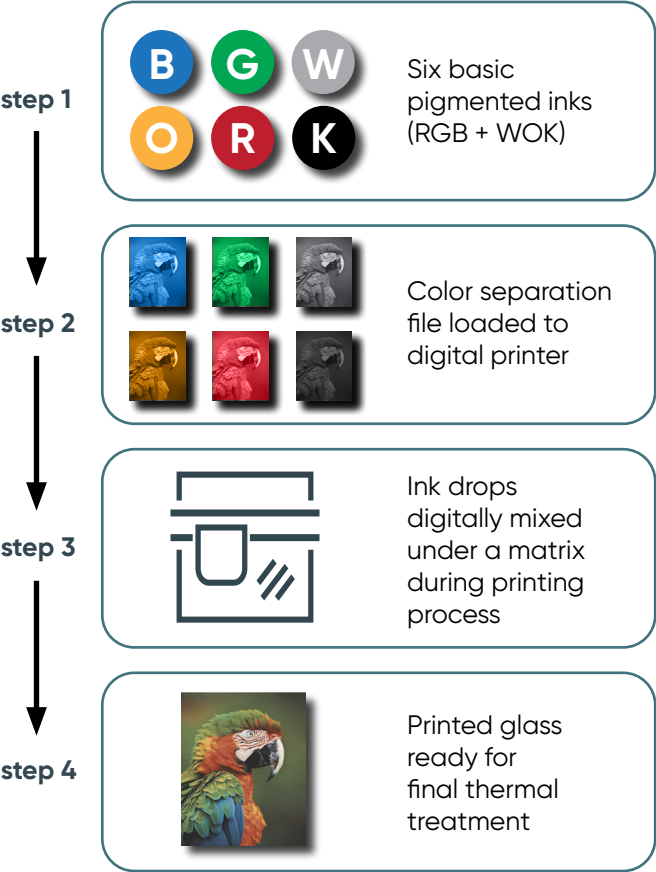 step 1
B G W
O R K
Six basic
pigmented inks
(RGB + WOK)
step 2
Color separation
file loaded to
digital printer
step 3
Ink drops
digitally mixed
under a matrix
during printing
process
step 4
Printed glass
ready for
final thermal
treatment